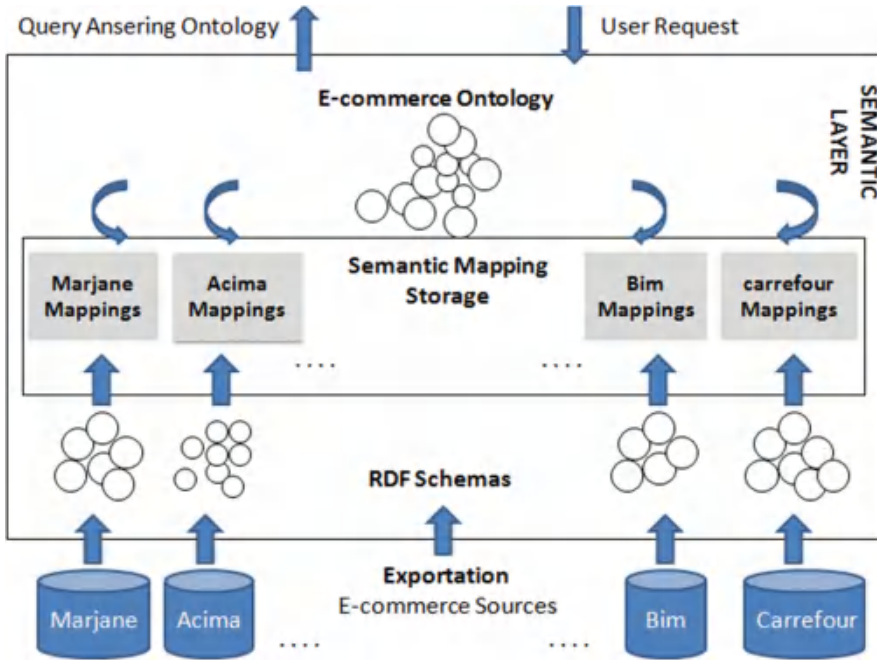 Query Ansering Ontology
User Request
E-commerce Ontology
SEMANTIC
LAYER
Marjane
Mappings
Acima
Mappings
Semantic Mapping
Storage
Bim
Mappings
carrefour
Mappings
....
....
RDF Schemas
Exportation
E-commerce Sources
Marjane
Acima
....
....
Bim
Carrefour